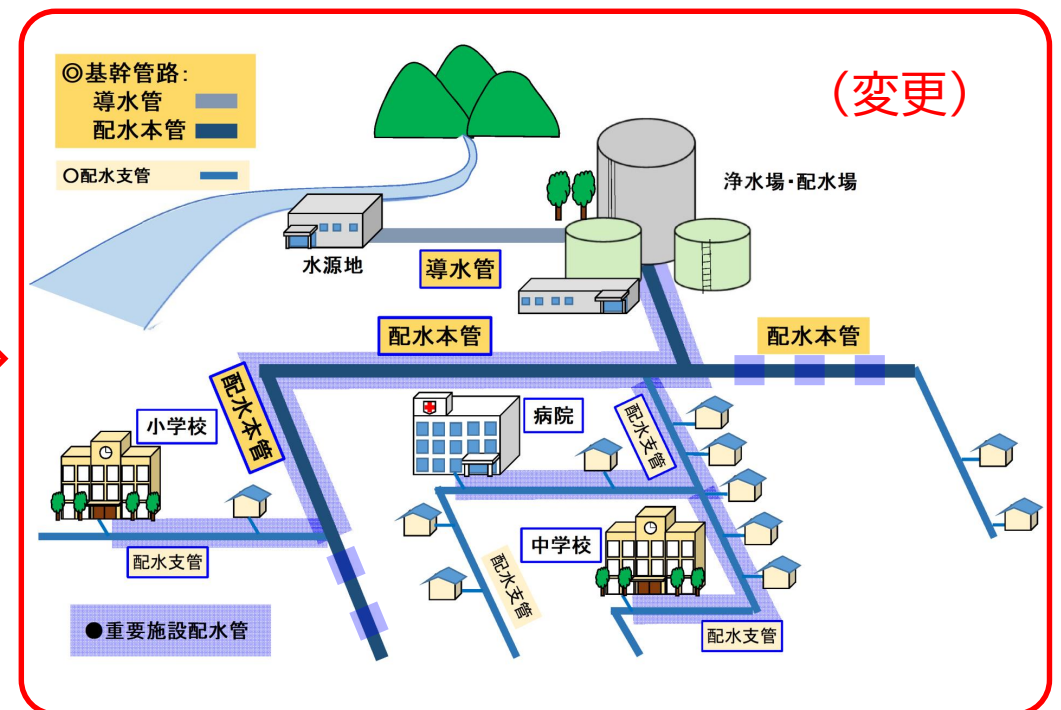 ◎基幹管路:
導水管
配水本管
○配水支管
（変更）
浄水場・配水場
水源地
導水管
配水本管
配水本管
配水本管
小学校
病院
配水支管
中学校
配水支管
配水支管
配水支管
●重要施設配水管